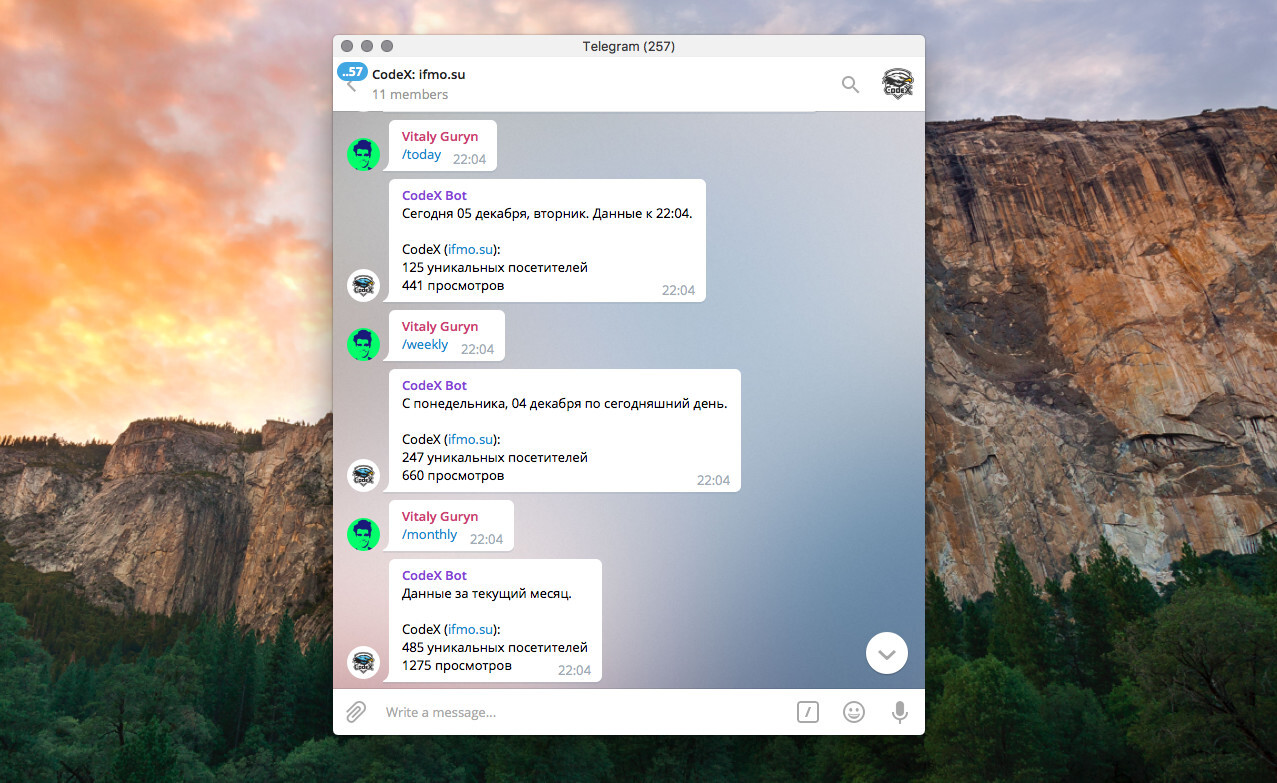 Telegram (257)
..57
CodeX: ifmo.su
11 members
CodeX
Vitaly Guryn
/today 22:04
CodeX Bot
Сегодня 05 декабря, вторник. Данные к 22:04.
CodeX (ifmo.su):
125 уникальных посетителей
441 просмотров 22:04
CodeX
Vitaly Guryn
/weekly 22:04
CodeX Bot
С понедельника, 04 декабря по сегодняшний день.
CodeX (ifmo.su):
247 уникальных посетителей
660 просмотров 22:04
CodeX
Vitaly Guryn
/monthly 22:04
CodeX Bot
Данные за текущий месяц.
CodeX (ifmo.su):
485 уникальных посетителей
1275 просмотров 22:04
CodeX
Write a message...
/